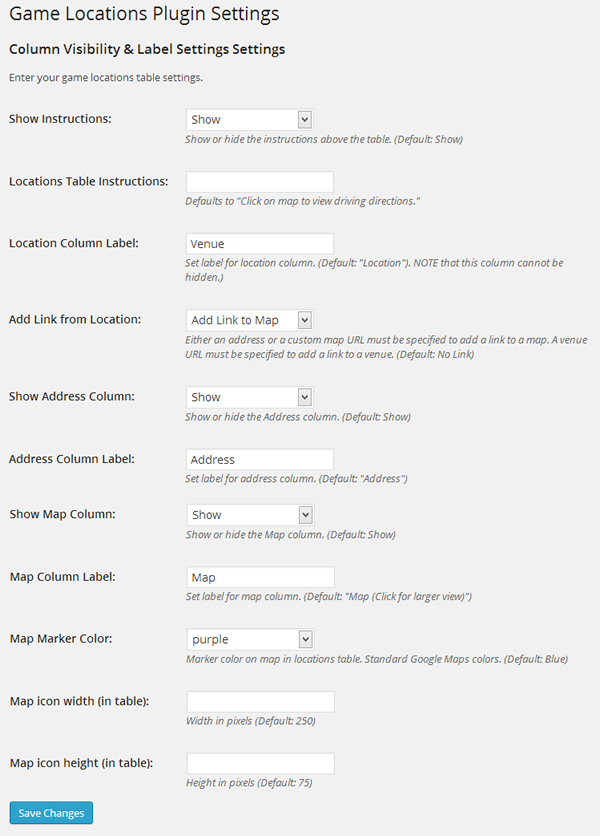 Game Locations Plugin Settings
Column Visibility & Label Settings Settings
Enter your game locations table settings.
Show Instructions:
Show
Show or hide the instructions above the table. (Default: Show)
Locations Table Instructions:
Defaults to "Click on map to view driving directions."
Location Column Label:
Venue
Set label for location column. (Default: "Location"). NOTE that this column cannot be
hidden.)
Add Link from Location:
Add Link to Map
Either an address or a custom map URL must be specified to add a link to a map. A venue
URL must be specified to add a link to a venue. (Default: No Link)
Show Address Column:
Show
Show or hide the Address column. (Default: Show)
Address Column Label:
Address
Set label for address column. (Default: "Address")
Show Map Column:
Show
Show or hide the Map column. (Default: Show)
Map Column Label:
Map
Set label for map column. (Default: "Map (Click for larger view)")
Map Marker Color:
purple
Marker color on map in locations table. Standard Google Maps colors. (Default: Blue)
Map icon width (in table):
Width in pixels (Default: 250)
Map icon height (in table):
Height in pixels (Default: 75)
Save Changes